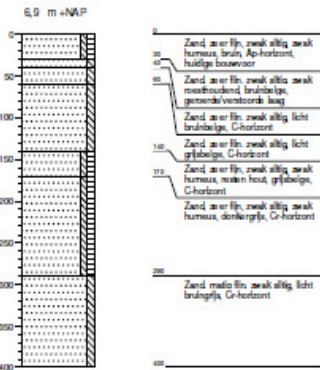 6,9 m +NAP
0
50
100
150
200
250
300
350
400
0
30
40
60
140
170
290
400
Zand, zeer fijn, zwak siltig, zwak
humeus, bruin, Ap-horizont,
huidige bouwvoor
Zand, zeer fijn, zwak siltig, zwak
roesthoudend, bruinbeige,
geroerde/verstoorde laag
Zand, zeer fijn, zwak siltig, licht
bruinbeige, C-horizont
Zand, zeer fijn, zwak siltig, licht
grijsbeige, C-horizont
Zand, zeer fijn, zwak siltig, zwak
humeus, resten hout, grijsbeige,
C-horizont
Zand, zeer fijn, zwak siltig, zwak
humeus, donkergrijs, Cr-horizont
Zand, matig fijn, zwak siltig, licht
bruingrijs, Cr-horizont